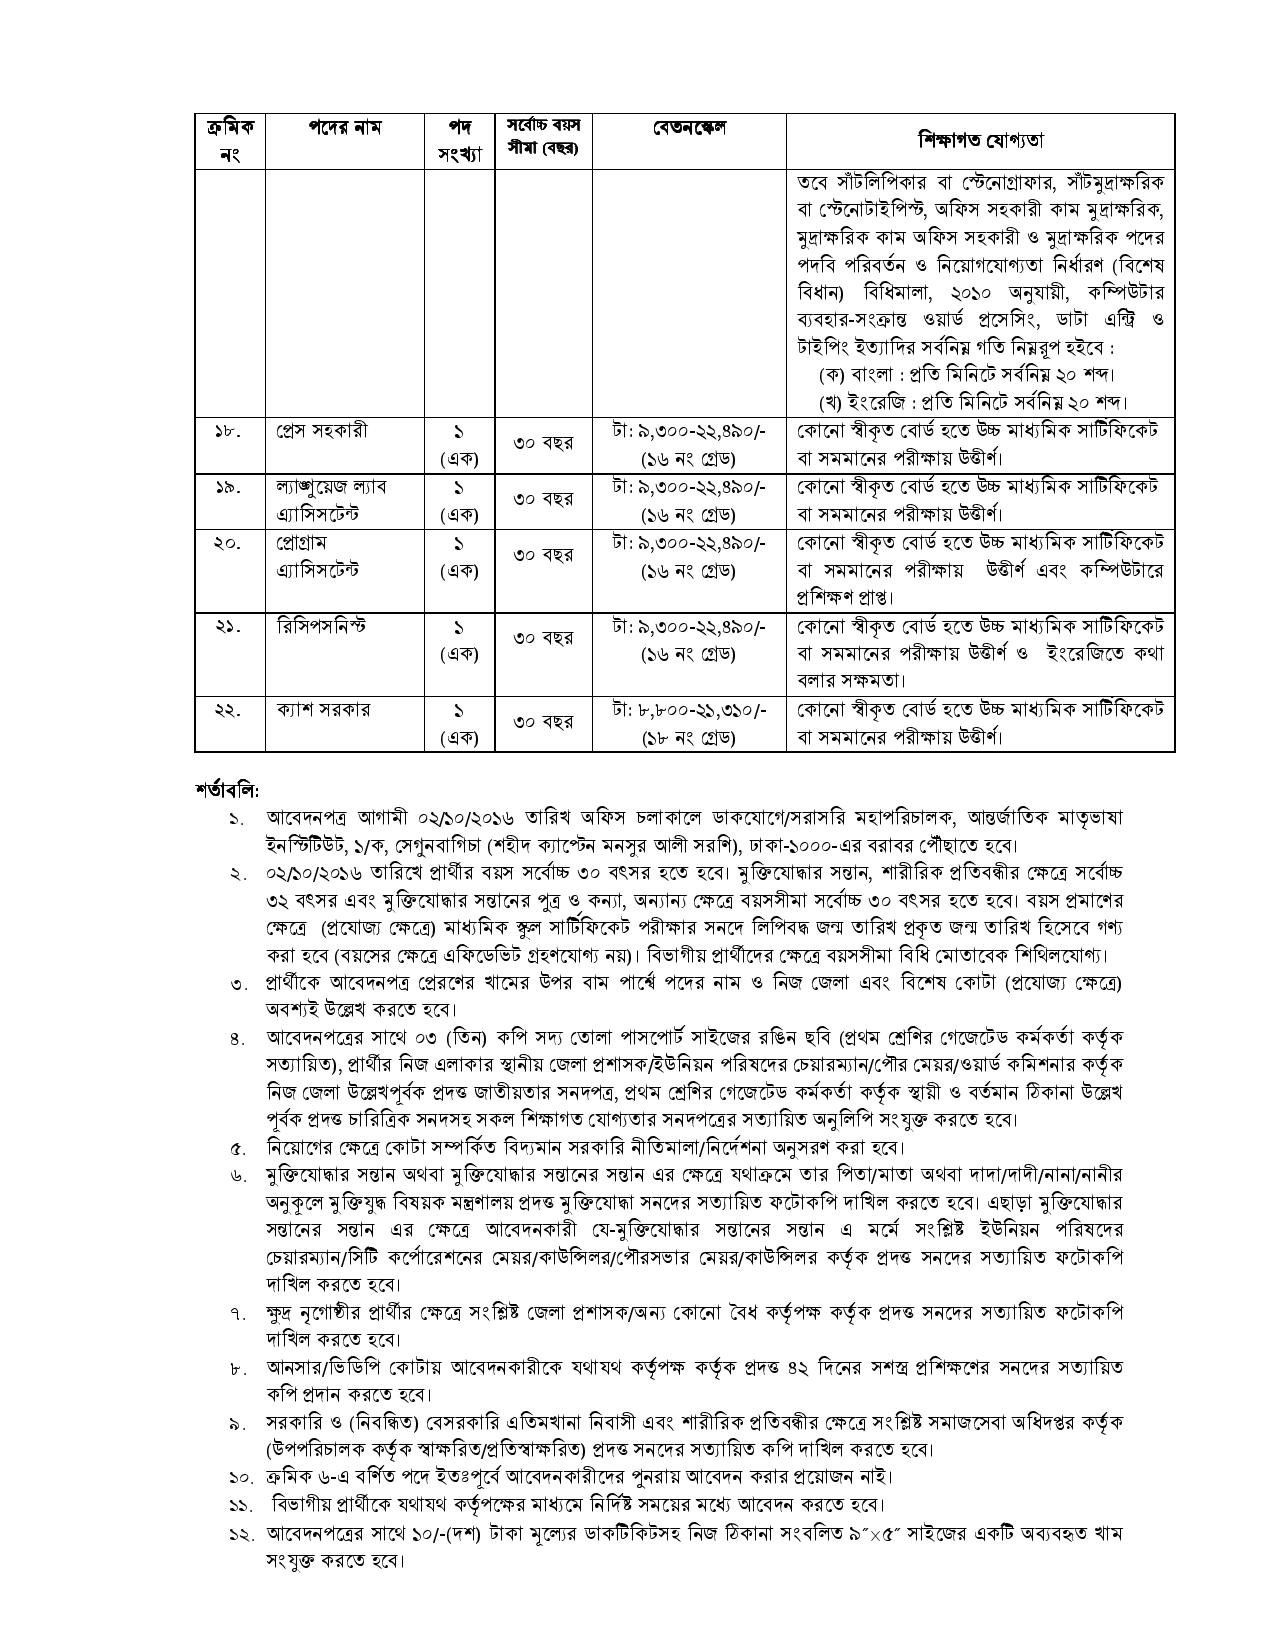 ক্রমিক নং
পদের নাম
পদ সংখ্যা
সর্বোচ্চ বয়স সীমা (বছর)
বেতনস্কেল
শিক্ষাগত যোগ্যতা
তবে সাঁটলিপিকার বা স্টেনোগ্রাফার, সাঁটমুদ্রাক্ষরিক
বা স্টেনোটাইপিস্ট, অফিস সহকারী কাম মুদ্রাক্ষরিক,
মুদ্রাক্ষরিক কাম অফিস সহকারী ও মুদ্রাক্ষরিক পদের
পদবি পরিবর্তন ও নিয়োগযোগ্যতা নির্ধারণ (বিশেষ
বিধান) বিধিমালা, ২০১০ অনুযায়ী, কম্পিউটার
ব্যবহার-সংক্রান্ত ওয়ার্ড প্রসেসিং, ডাটা এন্ট্রি ও
টাইপিং ইত্যাদির সর্বনিম্ন গতি নিম্নরূপ হইবে :
(ক) বাংলা : প্রতি মিনিটে সর্বনিম্ন ২০ শব্দ।
(খ) ইংরেজি : প্রতি মিনিটে সর্বনিম্ন ২০ শব্দ।
১৮. প্রেস সহকারী ১ ৩০ বছর টা: ৯,৩০০-২২,৪৯০/- কোনো স্বীকৃত বোর্ড হতে উচ্চ মাধ্যমিক সার্টিফিকেট
(এক) (১৬ নং গ্রেড) বা সমমানের পরীক্ষায় উত্তীর্ণ।
১৯. ল্যাঙ্গুয়েজ ল্যাব ১ ৩০ বছর টা: ৯,৩০০-২২,৪৯০/- কোনো স্বীকৃত বোর্ড হতে উচ্চ মাধ্যমিক সার্টিফিকেট
এ্যাসিসটেন্ট (এক) (১৬ নং গ্রেড) বা সমমানের পরীক্ষায় উত্তীর্ণ।
২০. প্রোগ্রাম ১ ৩০ বছর টা: ৯,৩০০-২২,৪৯০/- কোনো স্বীকৃত বোর্ড হতে উচ্চ মাধ্যমিক সার্টিফিকেট
এ্যাসিসটেন্ট (এক) (১৬ নং গ্রেড) বা সমমানের পরীক্ষায় উত্তীর্ণ এবং কম্পিউটারে
প্রশিক্ষণ প্রাপ্ত।
২১. রিসিপসনিস্ট ১ ৩০ বছর টা: ৯,৩০০-২২,৪৯০/- কোনো স্বীকৃত বোর্ড হতে উচ্চ মাধ্যমিক সার্টিফিকেট
(এক) (১৬ নং গ্রেড) বা সমমানের পরীক্ষায় উত্তীর্ণ ও ইংরেজিতে কথা
বলার সক্ষমতা।
২২. ক্যাশ সরকার ১ ৩০ বছর টা: ৮,৮০০-২১,৩১০/- কোনো স্বীকৃত বোর্ড হতে উচ্চ মাধ্যমিক সার্টিফিকেট
(এক) (১৮ নং গ্রেড) বা সমমানের পরীক্ষায় উত্তীর্ণ।
শর্তাবলি:
১. আবেদনপত্র আগামী ০২/১০/২০১৬ তারিখ অফিস চলাকালে ডাকযোগে/সরাসরি মহাপরিচালক, আন্তর্জাতিক মাতৃভাষা
ইনস্টিটিউট, ১/ক, সেগুনবাগিচা (শহীদ ক্যাপ্টেন মনসুর আলী সরণি), ঢাকা-১০০০-এর বরাবর পৌঁছাতে হবে।
২. ০২/১০/২০১৬ তারিখে প্রার্থীর বয়স সর্বোচ্চ ৩০ বৎসর হতে হবে। মুক্তিযোদ্ধার সন্তান, শারীরিক প্রতিবন্ধীর ক্ষেত্রে সর্বোচ্চ
৩২ বৎসর এবং মুক্তিযোদ্ধার সন্তানের পুত্র ও কন্যা, অন্যান্য ক্ষেত্রে বয়সসীমা সর্বোচ্চ ৩০ বৎসর হতে হবে। বয়স প্রমাণের
ক্ষেত্রে (প্রযোজ্য ক্ষেত্রে) মাধ্যমিক স্কুল সার্টিফিকেট পরীক্ষার সনদে লিপিবদ্ধ জন্ম তারিখ প্রকৃত জন্ম তারিখ হিসেবে গণ্য
করা হবে (বয়সের ক্ষেত্রে এফিডেভিট গ্রহণযোগ্য নয়)। বিভাগীয় প্রার্থীদের ক্ষেত্রে বয়সসীমা বিধি মোতাবেক শিথিলযোগ্য।
৩. প্রার্থীকে আবেদনপত্র প্রেরণের খামের উপর বাম পার্শ্বে পদের নাম ও নিজ জেলা এবং বিশেষ কোটা (প্রযোজ্য ক্ষেত্রে)
অবশ্যই উল্লেখ করতে হবে।
৪. আবেদনপত্রের সাথে ০৩ (তিন) কপি সদ্য তোলা পাসপোর্ট সাইজের রঙিন ছবি (প্রথম শ্রেণির গেজেটেড কর্মকর্তা কর্তৃক
সত্যায়িত), প্রার্থীর নিজ এলাকার স্থানীয় জেলা প্রশাসক/ইউনিয়ন পরিষদের চেয়ারম্যান/পৌর মেয়র/ওয়ার্ড কমিশনার কর্তৃক
নিজ জেলা উল্লেখপূর্বক প্রদত্ত জাতীয়তার সনদপত্র, প্রথম শ্রেণির গেজেটেড কর্মকর্তা কর্তৃক স্থায়ী ও বর্তমান ঠিকানা উল্লেখ
পূর্বক প্রদত্ত চারিত্রিক সনদসহ সকল শিক্ষাগত যোগ্যতার সনদপত্রের সত্যায়িত অনুলিপি সংযুক্ত করতে হবে।
৫. নিয়োগের ক্ষেত্রে কোটা সম্পর্কিত বিদ্যমান সরকারি নীতিমালা/নির্দেশনা অনুসরণ করা হবে।
৬. মুক্তিযোদ্ধার সন্তান অথবা মুক্তিযোদ্ধার সন্তানের সন্তান এর ক্ষেত্রে যথাক্রমে তার পিতা/মাতা অথবা দাদা/দাদী/নানা/নানীর
অনুকূলে মুক্তিযুদ্ধ বিষয়ক মন্ত্রণালয় প্রদত্ত মুক্তিযোদ্ধা সনদের সত্যায়িত ফটোকপি দাখিল করতে হবে। এছাড়া মুক্তিযোদ্ধার
সন্তানের সন্তান এর ক্ষেত্রে আবেদনকারী যে-মুক্তিযোদ্ধার সন্তানের সন্তান এ মর্মে সংশ্লিষ্ট ইউনিয়ন পরিষদের
চেয়ারম্যান/সিটি কর্পোরেশনের মেয়র/কাউন্সিলর/পৌরসভার মেয়র/কাউন্সিলর কর্তৃক প্রদত্ত সনদের সত্যায়িত ফটোকপি
দাখিল করতে হবে।
৭. ক্ষুদ্র নৃগোষ্ঠীর প্রার্থীর ক্ষেত্রে সংশ্লিষ্ট জেলা প্রশাসক/অন্য কোনো বৈধ কর্তৃপক্ষ কর্তৃক প্রদত্ত সনদের সত্যায়িত ফটোকপি
দাখিল করতে হবে।
৮. আনসার/ভিডিপি কোটায় আবেদনকারীকে যথাযথ কর্তৃপক্ষ কর্তৃক প্রদত্ত ৪২ দিনের সশস্ত্র প্রশিক্ষণের সনদের সত্যায়িত
কপি প্রদান করতে হবে।
৯. সরকারি ও (নিবন্ধিত) বেসরকারি এতিমখানা নিবাসী এবং শারীরিক প্রতিবন্ধীর ক্ষেত্রে সংশ্লিষ্ট সমাজসেবা অধিদপ্তর কর্তৃক
(উপপরিচালক কর্তৃক স্বাক্ষরিত/প্রতিস্বাক্ষরিত) প্রদত্ত সনদের সত্যায়িত কপি দাখিল করতে হবে।
১০. ক্রমিক ৬-এ বর্ণিত পদে ইতঃপূর্বে আবেদনকারীদের পুনরায় আবেদন করার প্রয়োজন নাই।
১১. বিভাগীয় প্রার্থীকে যথাযথ কর্তৃপক্ষের মাধ্যমে নির্দিষ্ট সময়ের মধ্যে আবেদন করতে হবে।
১২. আবেদনপত্রের সাথে ১০/-(দশ) টাকা মূল্যের ডাকটিকিটসহ নিজ ঠিকানা সংবলিত ৯˝×৫˝ সাইজের একটি অব্যবহৃত খাম
সংযুক্ত করতে হবে।